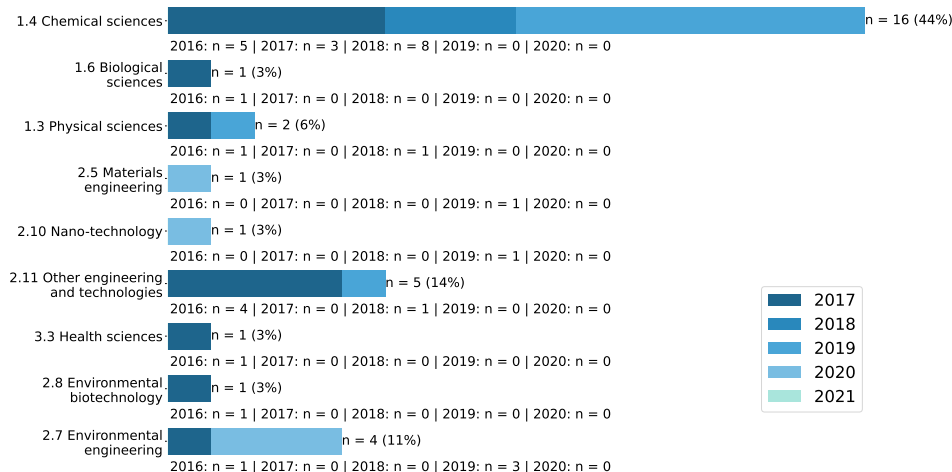 1.4 Chemical sciences
n = 16 (44%)
2016: n = 5 | 2017: n = 3 | 2018: n = 8 | 2019: n = 0 | 2020: n = 0
1.6 Biological
sciences
n = 1 (3%)
2016: n = 1 | 2017: n = 0 | 2018: n = 0 | 2019: n = 0 | 2020: n = 0
1.3 Physical sciences
n = 2 (6%)
2016: n = 1 | 2017: n = 0 | 2018: n = 1 | 2019: n = 0 | 2020: n = 0
2.5 Materials
engineering
n = 1 (3%)
2016: n = 0 | 2017: n = 0 | 2018: n = 0 | 2019: n = 1 | 2020: n = 0
2.10 Nano-technology
n = 1 (3%)
2016: n = 0 | 2017: n = 0 | 2018: n = 0 | 2019: n = 1 | 2020: n = 0
2.11 Other engineering
and technologies
n = 5 (14%)
2016: n = 4 | 2017: n = 0 | 2018: n = 1 | 2019: n = 0 | 2020: n = 0
3.3 Health sciences
n = 1 (3%)
2016: n = 1 | 2017: n = 0 | 2018: n = 0 | 2019: n = 0 | 2020: n = 0
2.8 Environmental
biotechnology
n = 1 (3%)
2016: n = 1 | 2017: n = 0 | 2018: n = 0 | 2019: n = 0 | 2020: n = 0
2.7 Environmental
engineering
n = 4 (11%)
2016: n = 1 | 2017: n = 0 | 2018: n = 0 | 2019: n = 3 | 2020: n = 0
2017
2018
2019
2020
2021